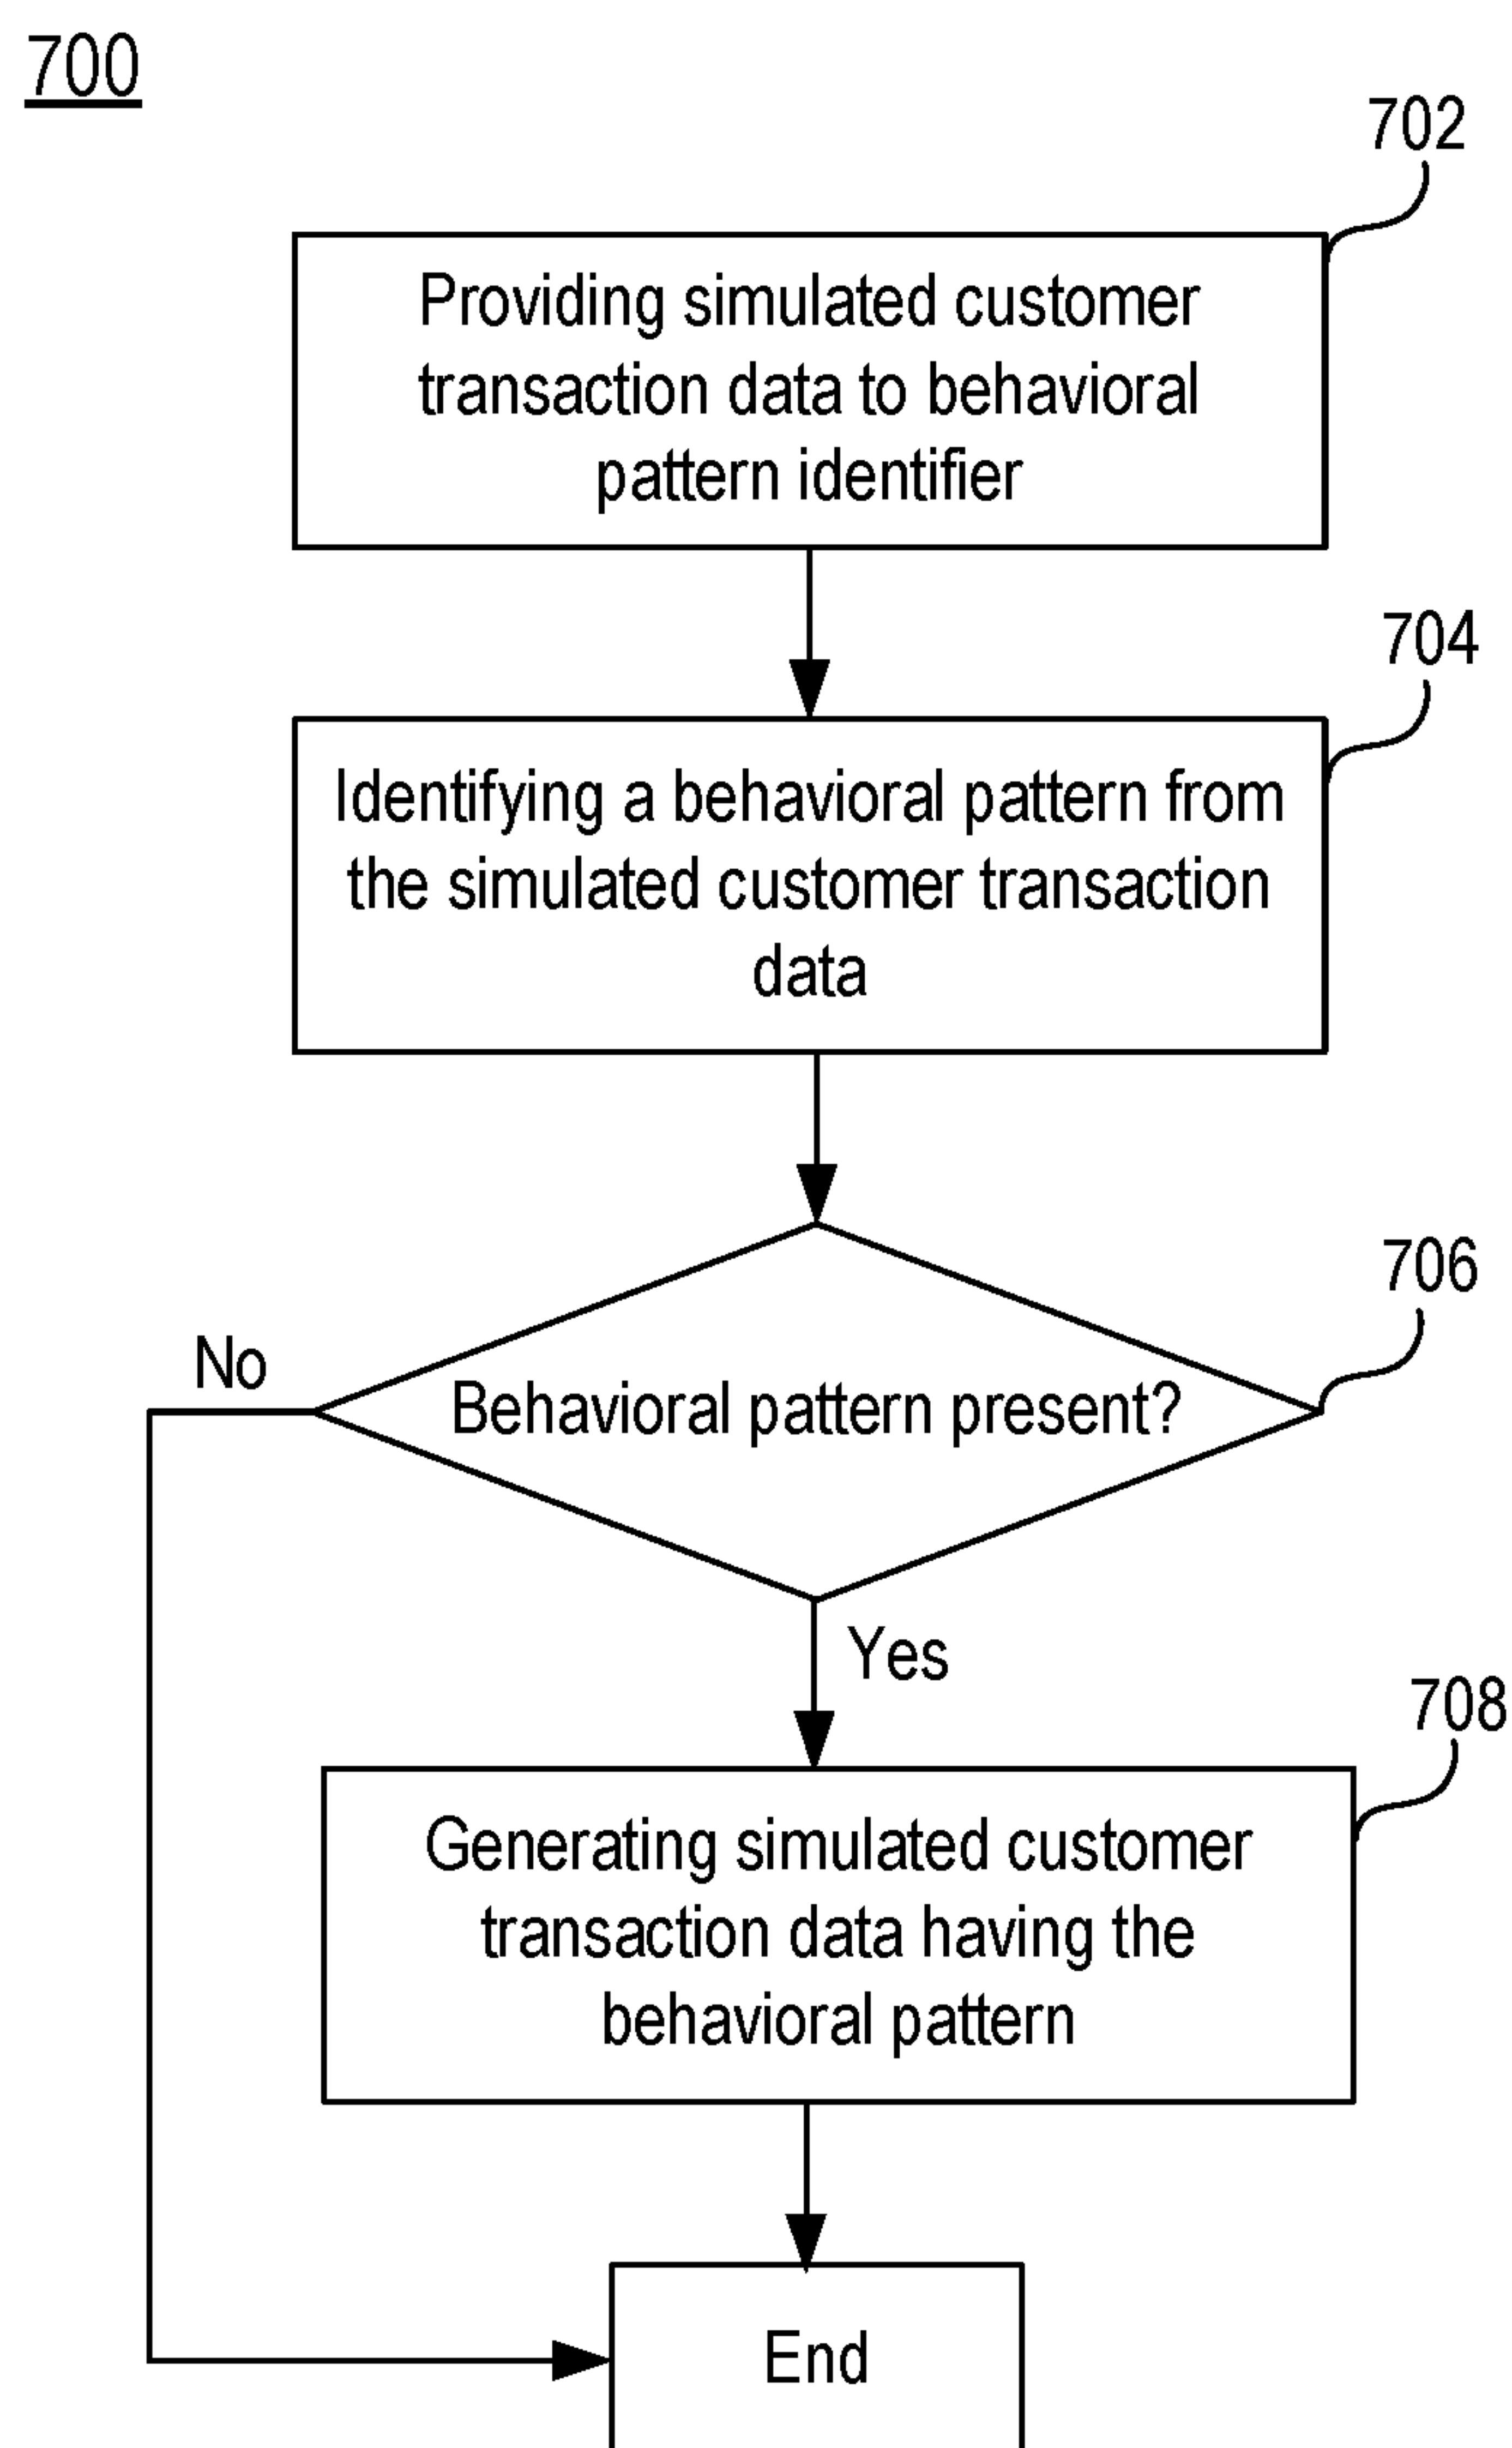 700
702
Providing simulated customer
transaction data to behavioral
pattern identifier
704
Identifying a behavioral pattern from
the simulated customer transaction
data
706
No
Behavioral pattern present?
Yes
708
Generating simulated customer
transaction data having the
behavioral pattern
End